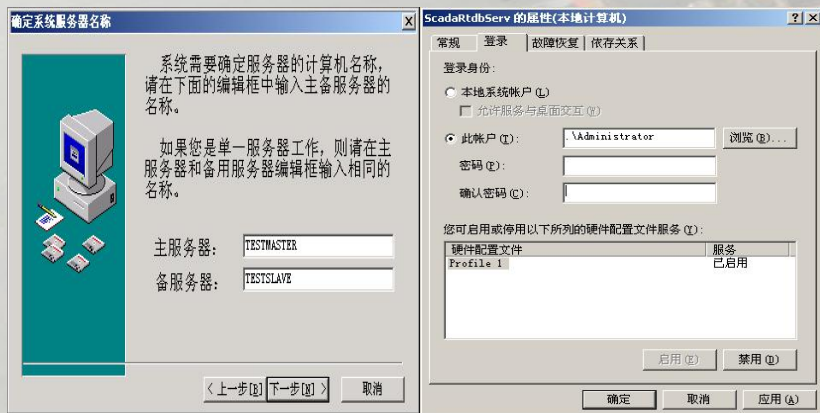 确定系统服务器名称
系统需要确定服务器的计算机名称，
请在下面的编辑框中输入主备服务器的
名称。
如果您是单一服务器工作，则请在主
服务器和备用服务器编辑框输入相同的
名称。
主服务器：
TESTMASTER
备服务器：
TESTSLAVE
〈上一步[B]
下一步[N] 〉
取消
ScadaRtdbServ 的属性(本地计算机)
常规
登录
故障恢复
依存关系
登录身份:
本地系统帐户(L)
允许服务与桌面交互(W)
此帐户(T):
.\Administrator
浏览(B)...
密码(P):
确认密码(C):
您可启用或停用以下所列的硬件配置文件服务(Y):
硬件配置文件
服务
Profile 1
已启用
启用(E)
禁用(D)
确定
取消
应用(A)